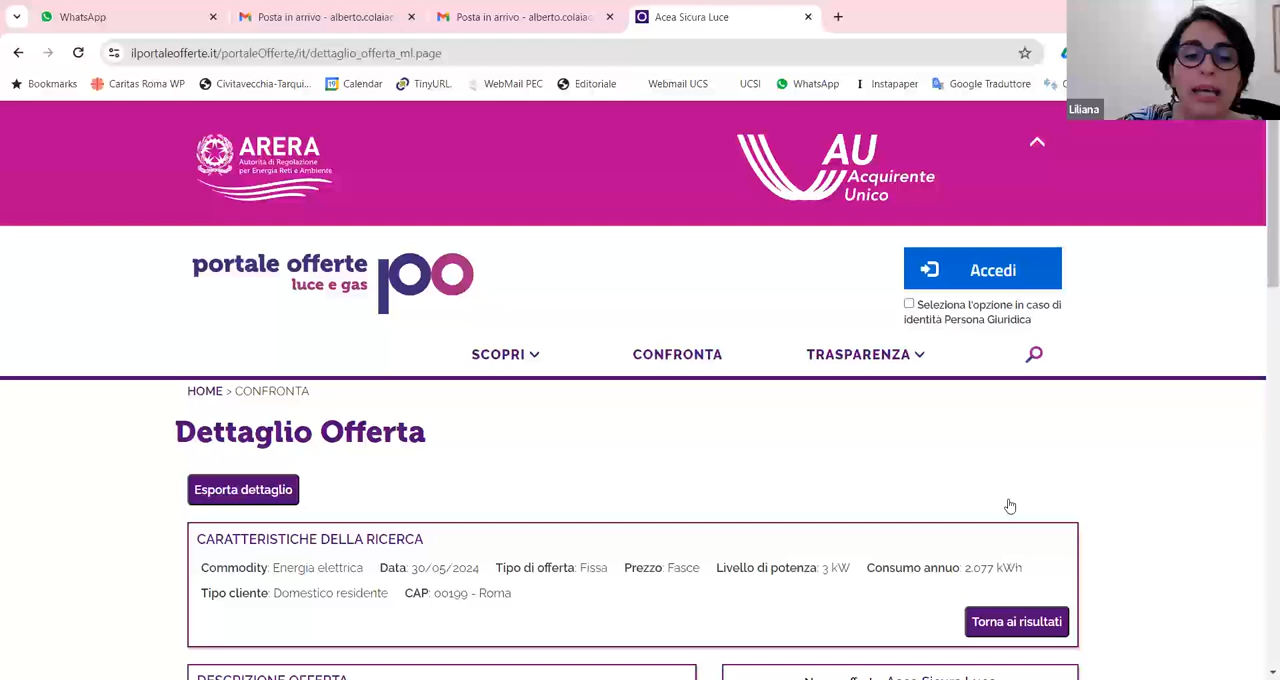 WhatsApp
Posta in arrivo - alberto.colaiac
Posta in arrivo - alberto.colaiac
Acea Sicura Luce
ilportaleofferte.it/portaleOfferte/it/dettaglio_offerta_ml.page
Bookmarks
Caritas Roma WP
Civitavecchia-Tarqui...
Calendar
TinyURL.
WebMail PEC
Editoriale
Webmail UCS
UCSI
WhatsApp
Instapaper
Google Traduttore
Liliana
ARERA
Autorità di Regolazione
per Energia Reti e Ambiente
AU
Acquirente
Unico
portale offerte
luce e gas
po
Accedi
Seleziona l'opzione in caso di
identità Persona Giuridica
SCOPRI
CONFRONTA
TRASPARENZA
HOME > CONFRONTA
Dettaglio Offerta
Esporta dettaglio
CARATTERISTICHE DELLA RICERCA
Commodity: Energia elettrica Data: 30/05/2024 Tipo di offerta: Fissa Prezzo: Fasce Livello di potenza: 3 kW Consumo annuo: 2.077 kWh
Tipo cliente: Domestico residente CAP: 00199 - Roma
Torna ai risultati
DESCRIZIONE OFFERTA